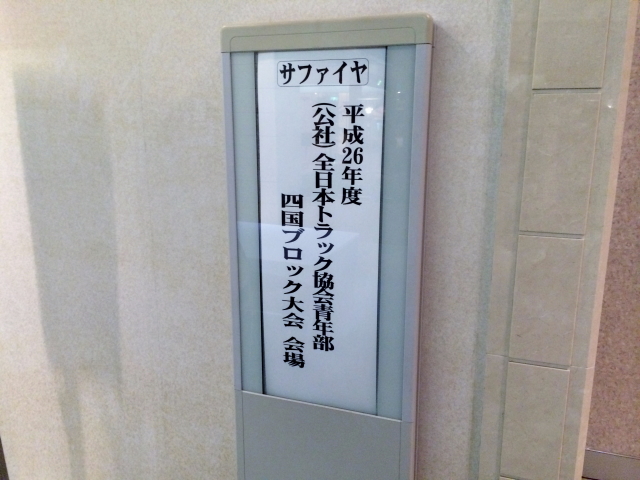 サファイヤ
平成26年度
(公社)全日本トラック協会青年部
四国ブロック大会 会場